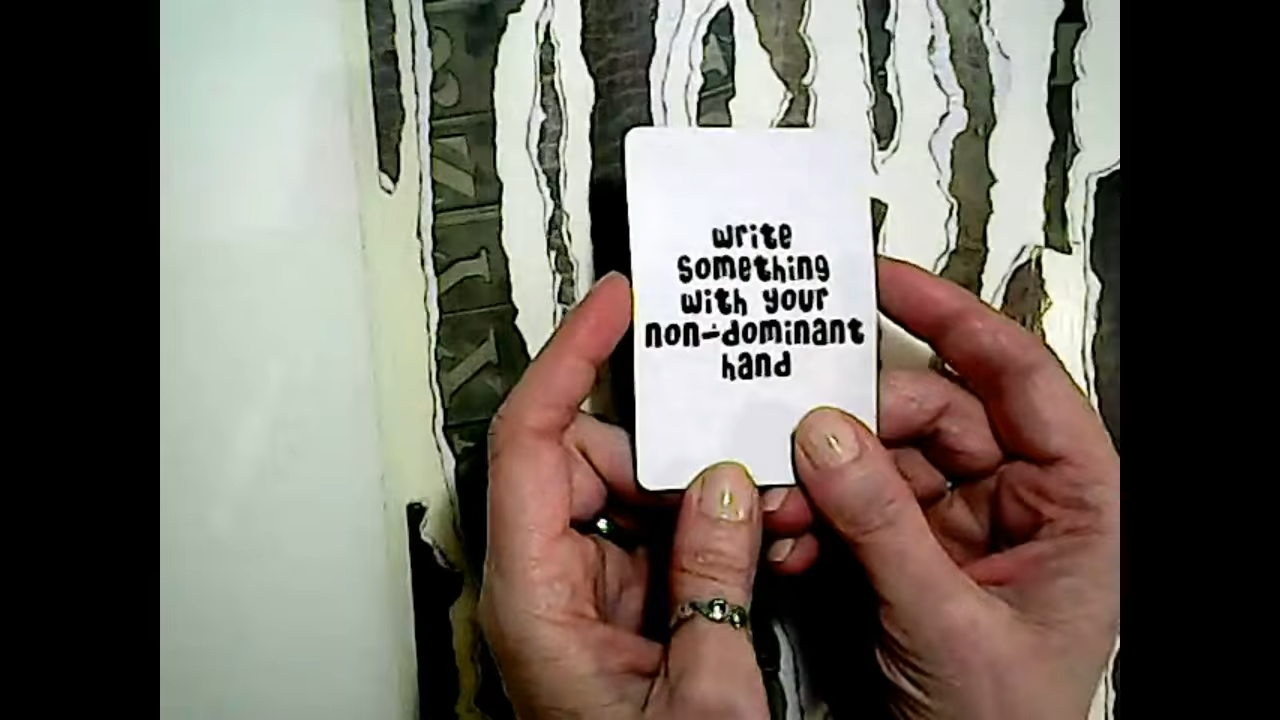 write
something
with your
non-dominant
hand